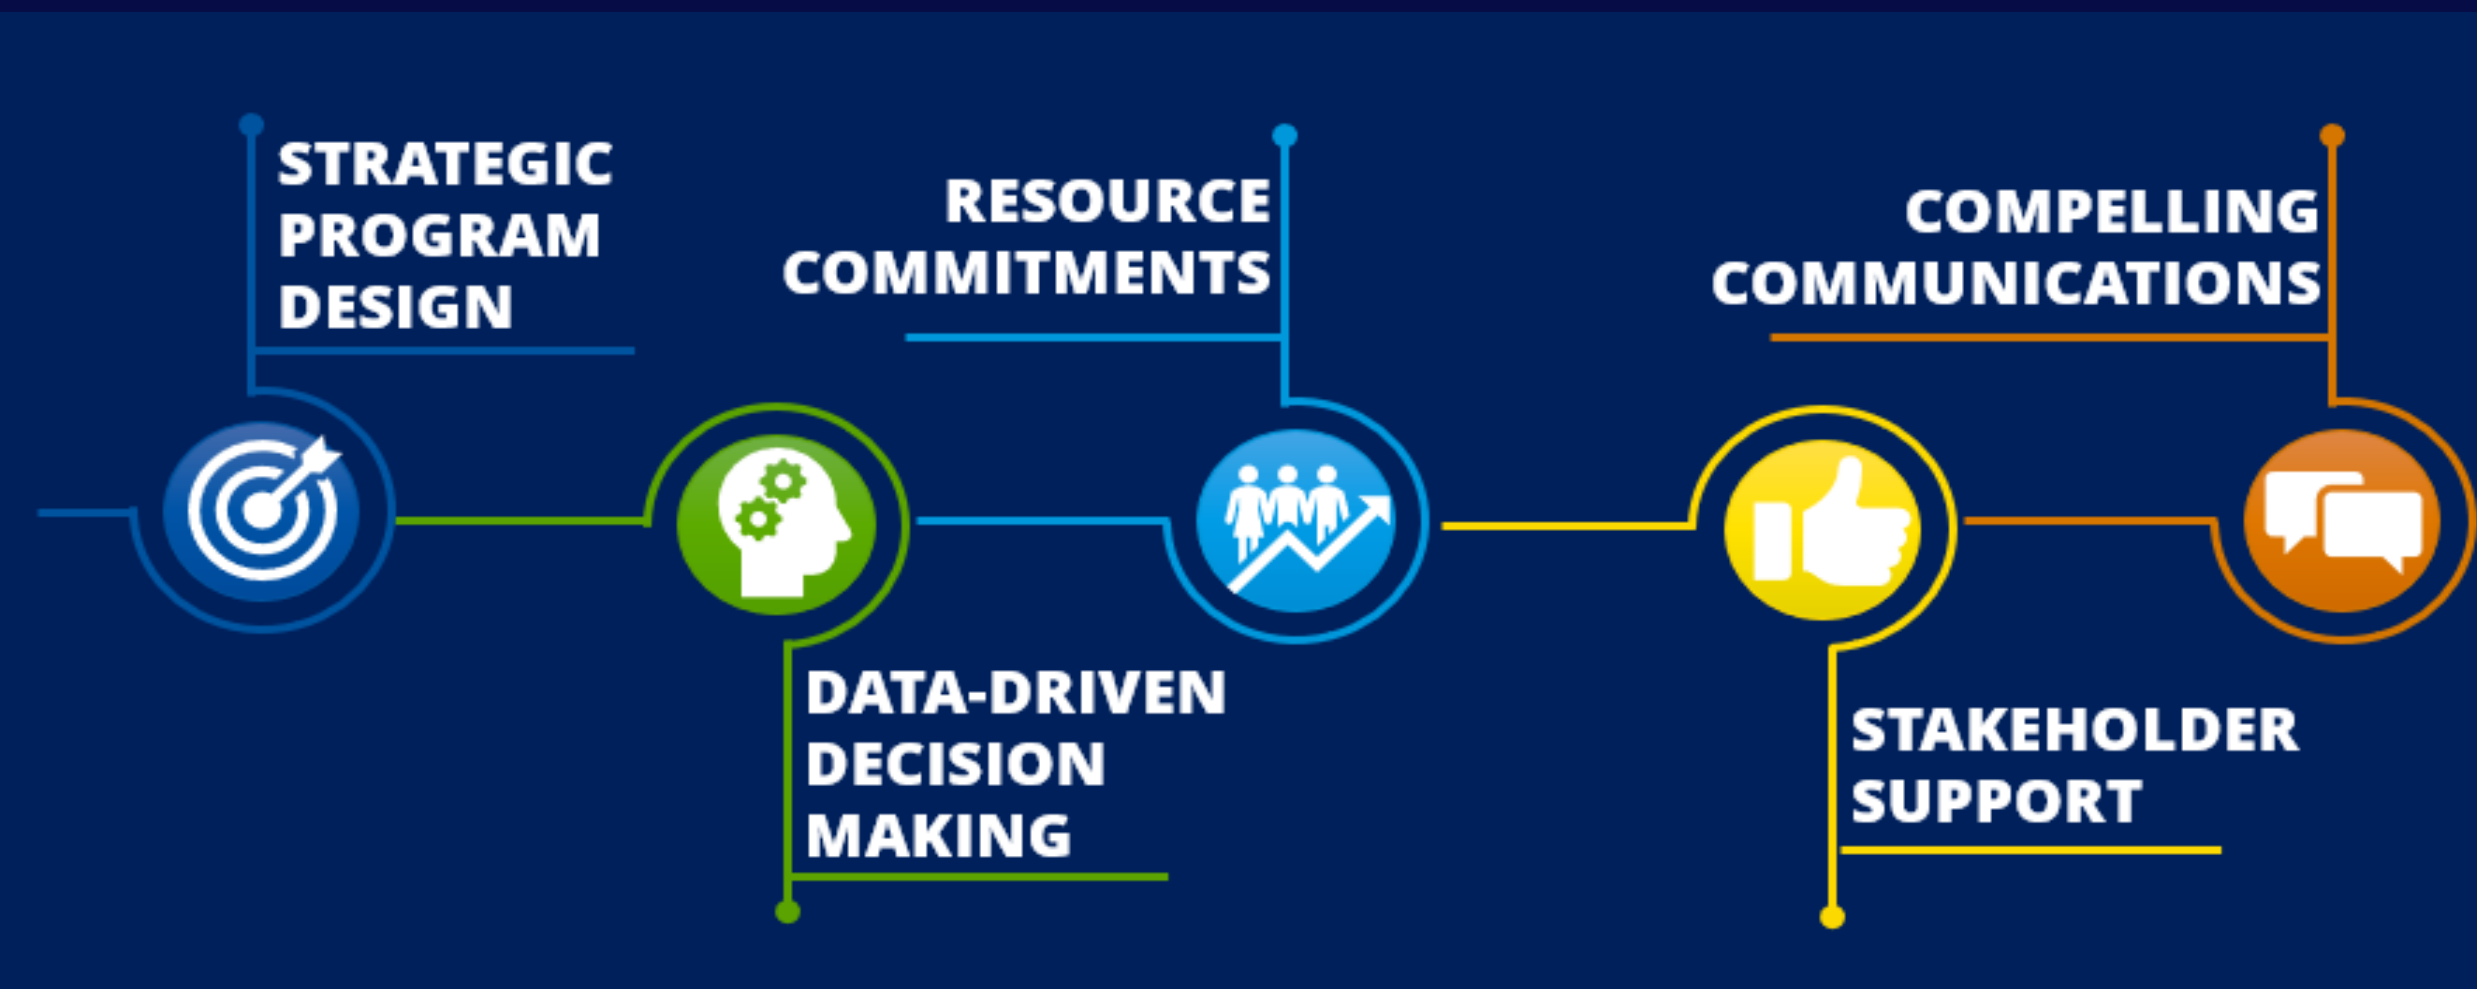 STRATEGIC
PROGRAM
DESIGN
DATA-DRIVEN
DECISION
MAKING
RESOURCE
COMMITMENTS
STAKEHOLDER
SUPPORT
COMPELLING
COMMUNICATIONS